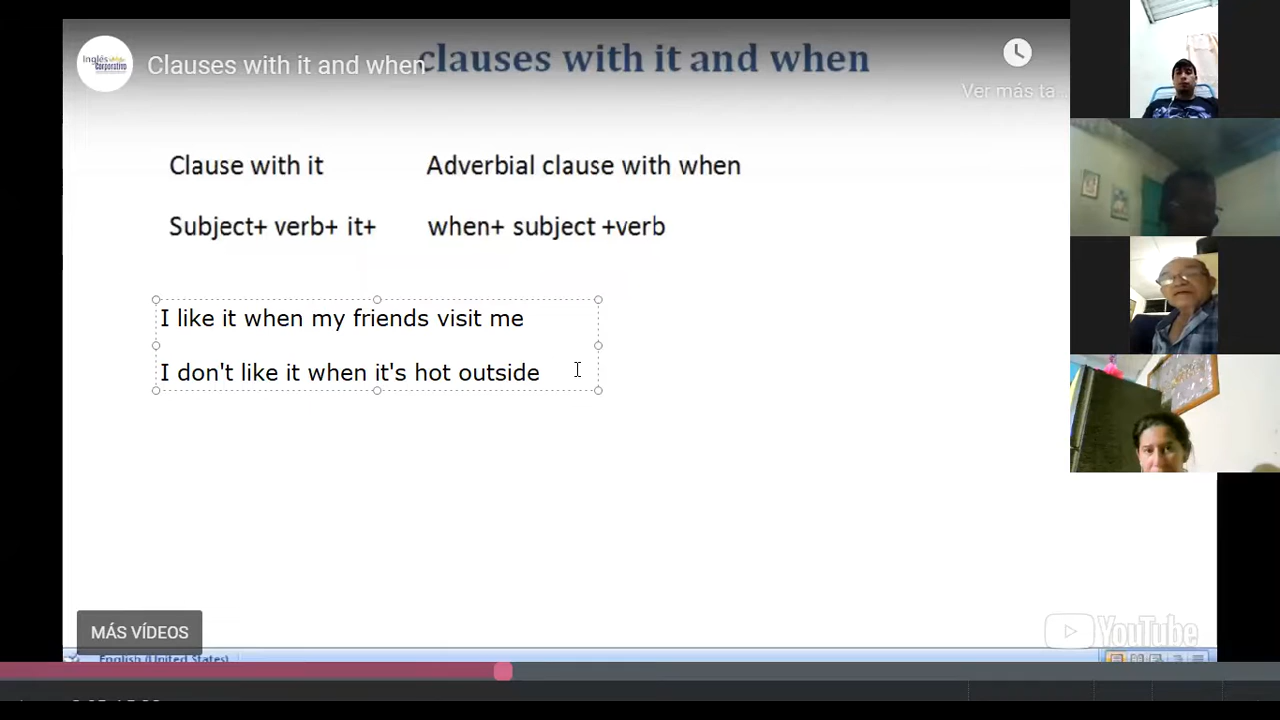 Inglés
corporativo
Clauses with it and when
clauses with it and when
Ver más ta...
Clause with it Adverbial clause with when
Subject+ verb+ it+ when+ subject +verb
I like it when my friends visit me
I don't like it when it's hot outside
MÁS VÍDEOS
YouTube
English (United States)